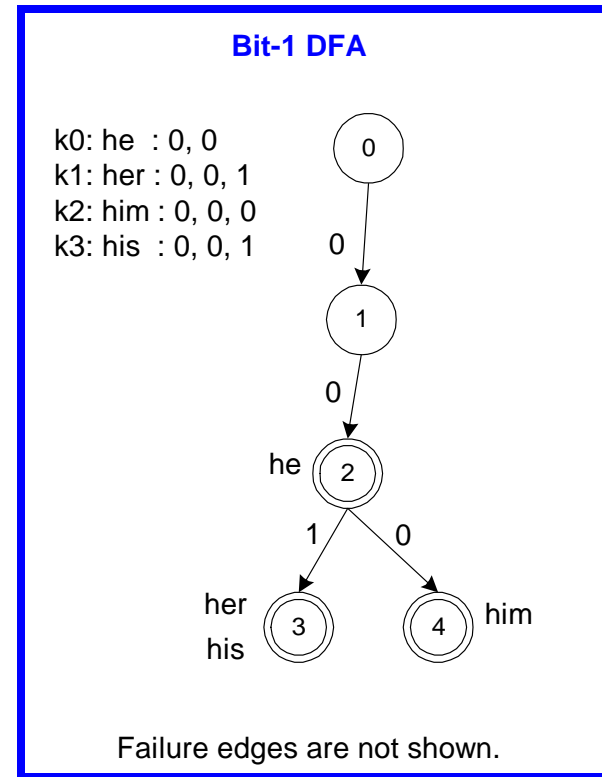 Bit-1 DFA
k0: he : 0, 0
k1: her : 0, 0, 1
k2: him : 0, 0, 0
k3: his : 0, 0, 1
0
0
1
0
he
2
1
0
her
his
3
4
him
Failure edges are not shown.